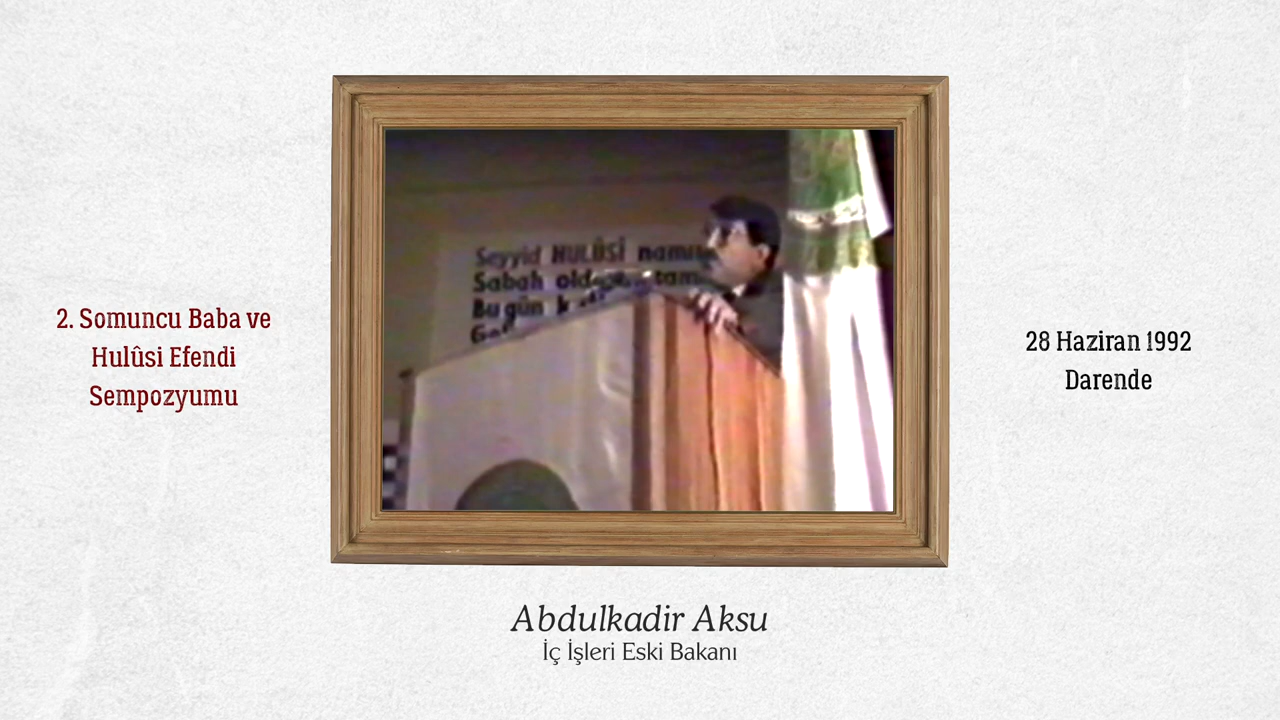 2. Somuncu Baba ve
Hulûsi Efendi
Sempozyumu
Seyyid HULÛSİ
Sabah
Bugün
28 Haziran 1992
Darende
Abdulkadir Aksu
İç İşleri Eski Bakanı